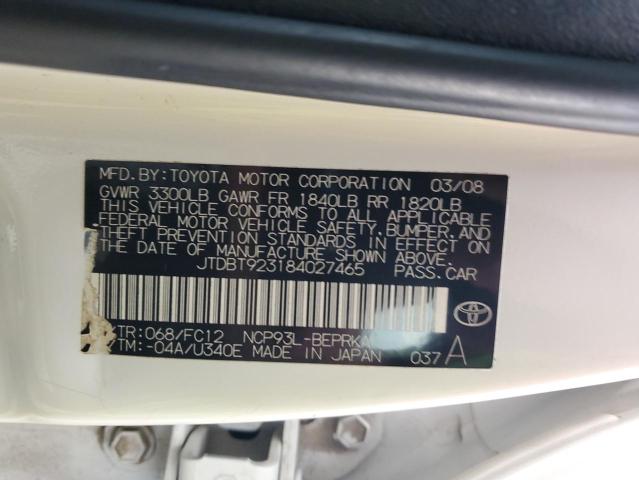 MFD. BY: TOYOTA MOTOR CORPORATION 03/08
GVWR 3300LB GAWR FR 1840LB RR 1820LB
THIS VEHICLE CONFORMS TO ALL APPLICABLE
FEDERAL MOTOR VEHICLE SAFETY, BUMPER, AND
THEFT PREVENTION STANDARDS IN EFFECT ON
THE DATE OF MANUFACTURE SHOWN ABOVE.
JTDBT923184027465 PASS. CAR
TR: 068/FC12 NCP93L-BEPRKA
TM: -04A/U340E MADE IN JAPAN 037 A